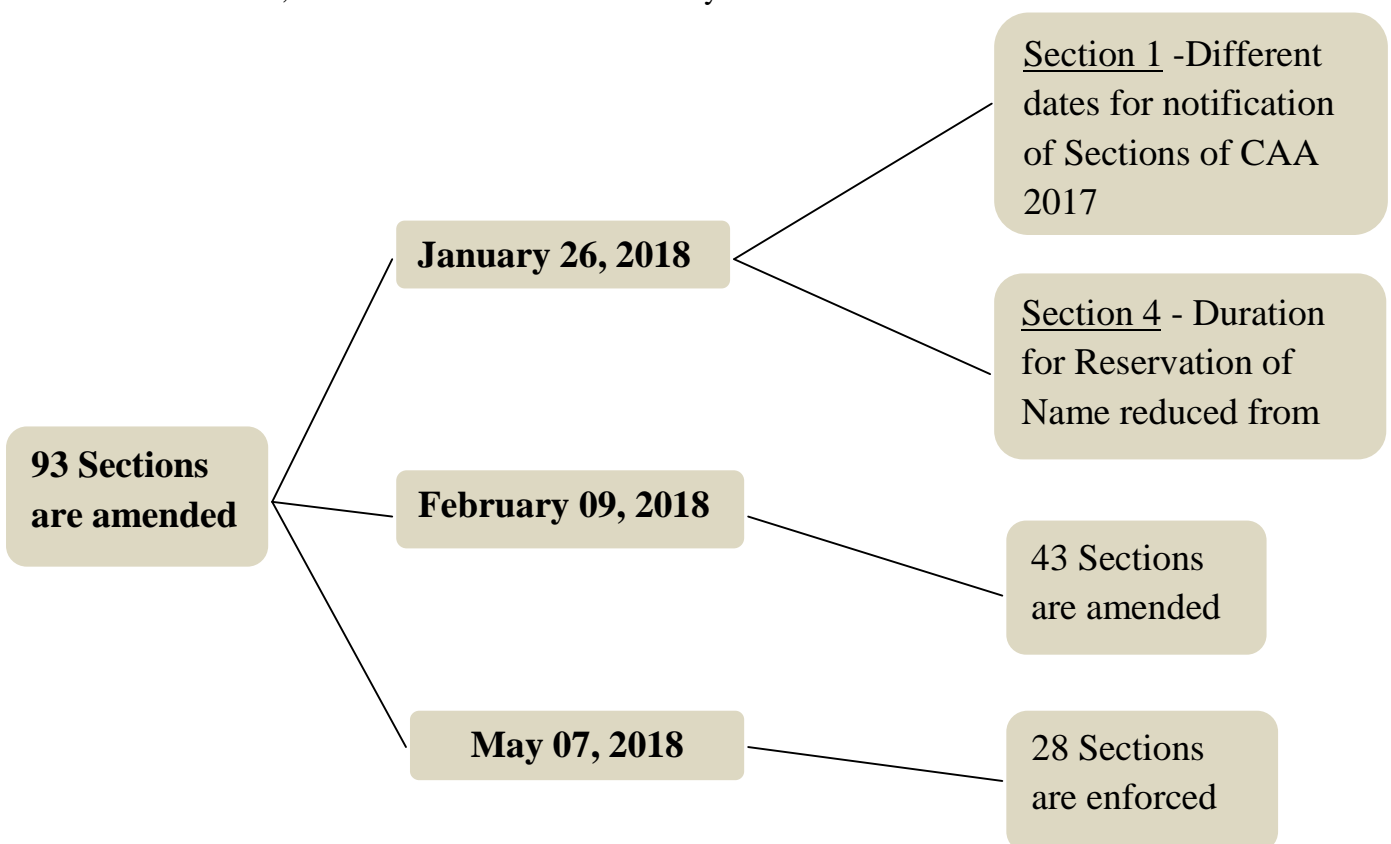 Section 1 -Different
dates for notification
of Sections of CAA
2017
January 26, 2018
Section 4 - Duration
for Reservation of
Name reduced from
93 Sections
are amended
February 09, 2018
43 Sections
are amended
May 07, 2018
28 Sections
are enforced